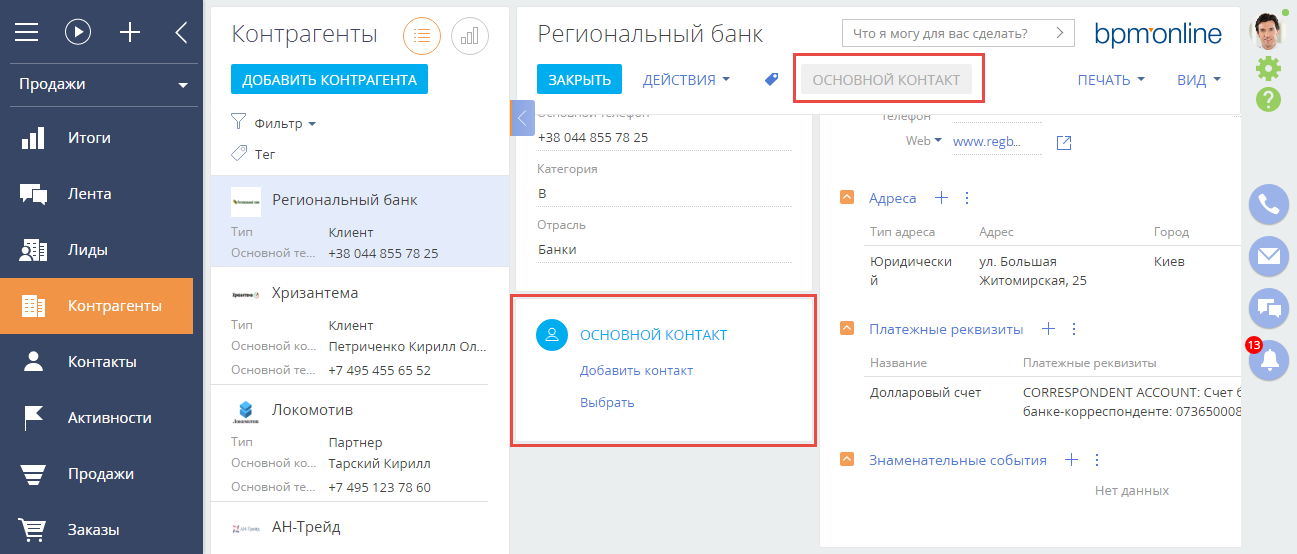 Продажи
Итоги
Лента
Лиды
Контрагенты
Контакты
Активности
Продажи
Заказы
Контрагенты
ДОБАВИТЬ КОНТРАГЕНТА
Фильтр
Тег
Региональный банк
Тип Клиент
Основной те... +38 044 855 78 25
Хризантема
Тип Клиент
Основной ко... Петриченко Кирилл Ол...
Основной те... +7 495 455 65 52
Локомотив
Тип Партнер
Основной ко... Тарский Кирилл
Основной те... +7 495 123 78 60
АН-Трейд
Региональный банк
Что я могу для вас сделать?
bpm'online
ЗАКРЫТЬ
ДЕЙСТВИЯ
ОСНОВНОЙ КОНТАКТ
ПЕЧАТЬ
ВИД
Основной телефон
+38 044 855 78 25
Категория
B
Отрасль
Банки
ОСНОВНОЙ КОНТАКТ
Добавить контакт
Выбрать
Телефон
Web www.regb...
Адреса
Тип адреса Адрес Город
Юридически
й
ул. Большая
Житомирская, 25
Киев
Платежные реквизиты
Название Платежные реквизиты
Долларовый счет
CORRESPONDENT ACCOUNT: Счет
банке-корреспонденте: 073650008
Знаменательные события
Нет данных
13